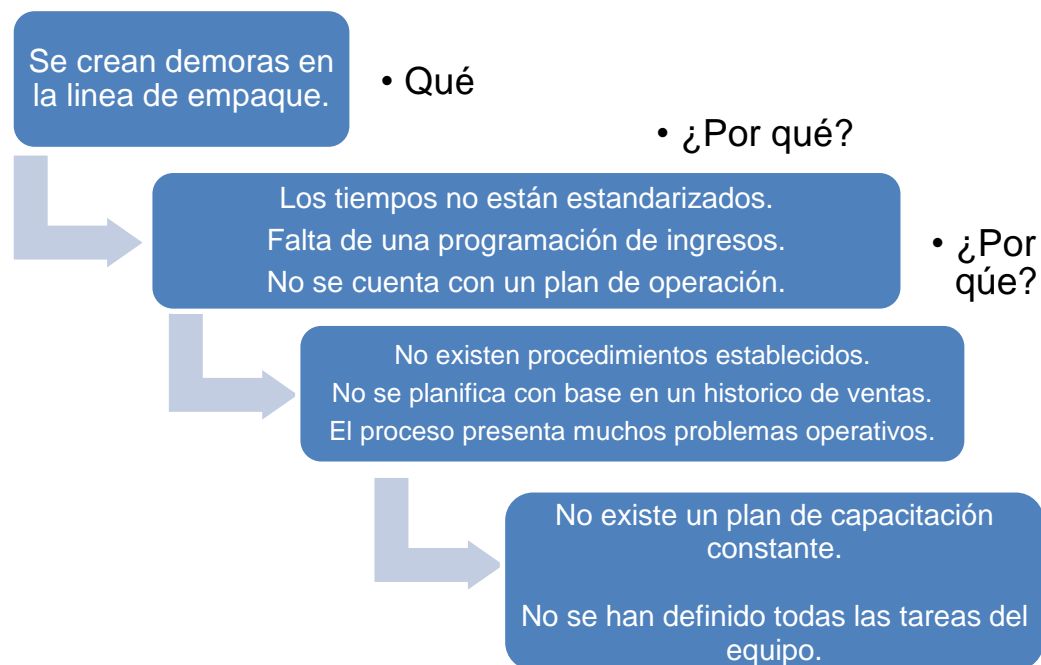 Se crean demoras en
la linea de empaque.
• Qué
• ¿Por qué?
Los tiempos no están estandarizados.
Falta de una programación de ingresos.
No se cuenta con un plan de operación.
• ¿Por
qúe?
No existen procedimientos establecidos.
No se planifica con base en un historico de ventas.
El proceso presenta muchos problemas operativos.
No existe un plan de capacitación
constante.
No se han definido todas las tareas del
equipo.